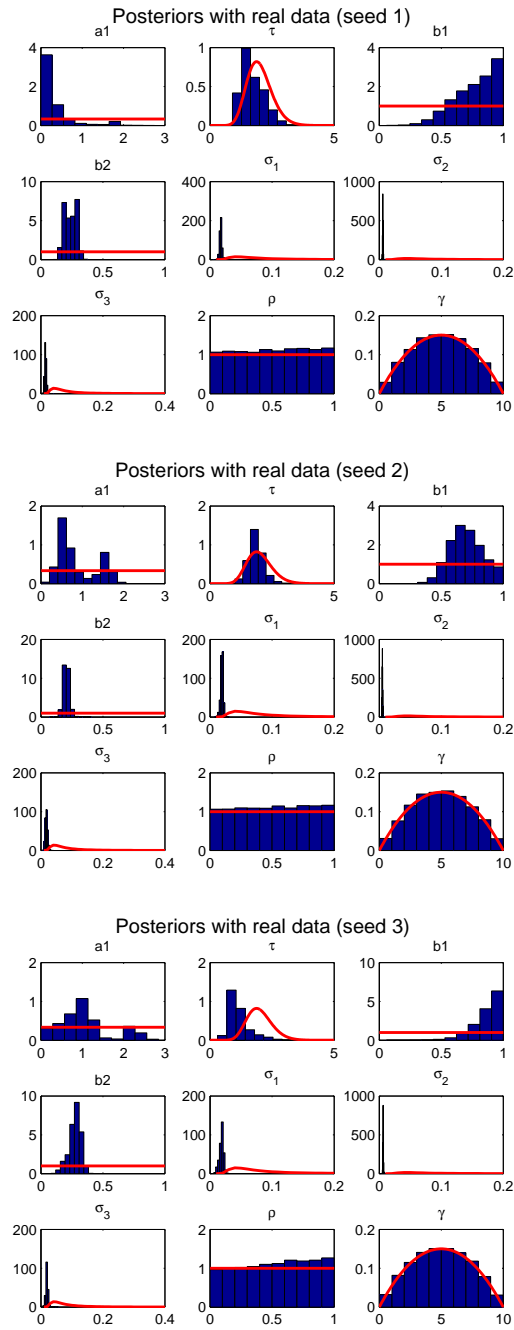 Posteriors with real data (seed 1)
a1 τ b1
4 2 0 0 1 2 3
1 0.5 0 0 5
4 2 0 0 0.5 1
b2 σ1 σ2
10 5 0 0 1
400 200 0 0 0.1 0.2
1000 500 0 0 0.1 0.2
σ3 ρ γ
200 100 0 0 0.2 0.4
2 1 0 0 0.5 1
0.2 0.1 0 0 5 10
Posteriors with real data (seed 2)
a1 τ b1
2 1 0 0 1 2 3
2 1 0 0 5
4 2 0 0 0.5 1
b2 σ1 σ2
20 10 0 0 1
200 100 0 0 0.1 0.2
1000 500 0 0 0.1 0.2
σ3 ρ γ
200 100 0 0 0.2 0.4
2 1 0 0 0.5 1
0.2 0.1 0 0 5 10
Posteriors with real data (seed 3)
a1 τ b1
2 1 0 0 1 2 3
2 1 0 0 5
10 5 0 0 0.5 1
b2 σ1 σ2
10 5 0 0 1
200 100 0 0 0.1 0.2
1000 500 0 0 0.1 0.2
σ3 ρ γ
200 100 0 0 0.2 0.4
2 1 0 0 0.5 1
0.2 0.1 0 0 5 10